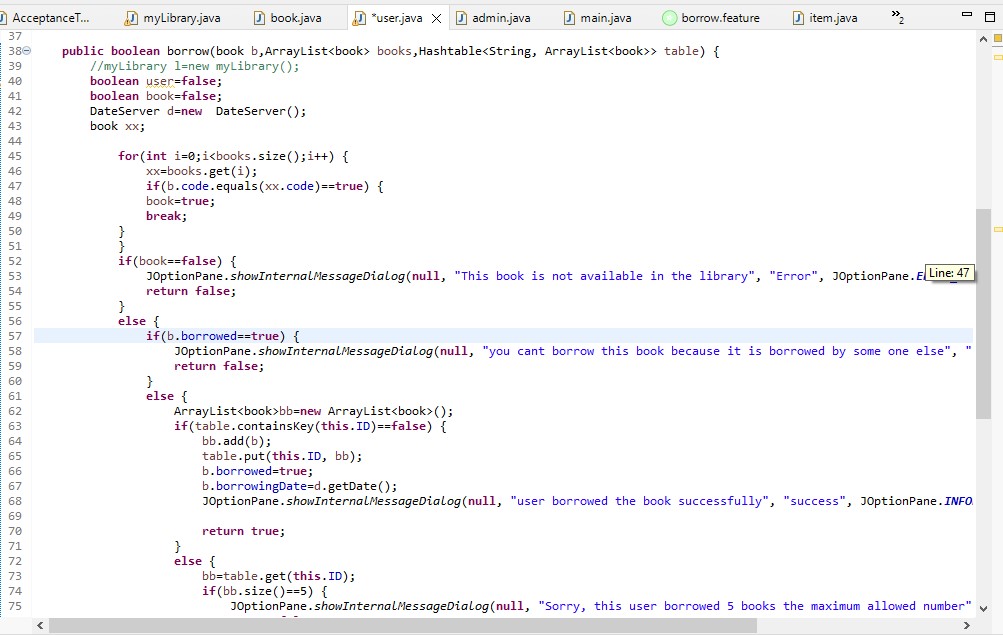 AcceptanceT... myLibrary.java book.java *user.java admin.java main.java borrow.feature item.java »2
37
38 public boolean borrow(book b,ArrayList<book> books,Hashtable<String, ArrayList<book>> table) {
39 //myLibrary l=new myLibrary();
40 boolean user=false;
41 boolean book=false;
42 DateServer d=new  DateServer();
43 book xx;
44
45 for(int i=0;i<books.size();i++) {
46 xx=books.get(i);
47 if(b.code.equals(xx.code)==true) {
48 book=true;
49 break;
50 }
51 }
52 if(book==false) {
53 JOptionPane.showInternalMessageDialog(null, "This book is not available in the library", "Error", JOptionPane.
Line: 47
54 return false;
55 }
56 else {
57 if(b.borrowed==true) {
58 JOptionPane.showInternalMessageDialog(null, "you cant borrow this book because it is borrowed by some one else", "
59 return false;
60 }
61 else {
62 ArrayList<book>bb=new ArrayList<book>();
63 if(table.containsKey(this.ID)==false) {
64 bb.add(b);
65 table.put(this.ID, bb);
66 b.borrowed=true;
67 b.borrowingDate=d.getDate();
68 JOptionPane.showInternalMessageDialog(null, "user borrowed the book successfully", "success", JOptionPane.INFO
69
70 return true;
71 }
72 else {
73 bb=table.get(this.ID);
74 if(bb.size()==5) {
75 JOptionPane.showInternalMessageDialog(null, "Sorry, this user borrowed 5 books the maximum allowed number"